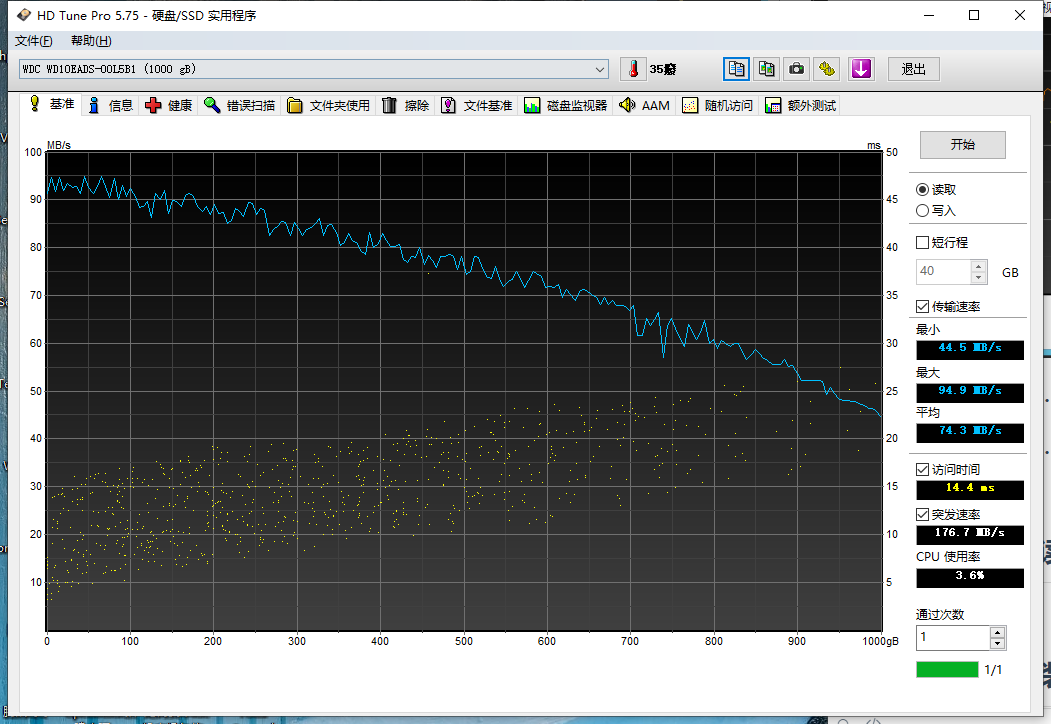 HD Tune Pro 5.75 - 硬盘/SSD 实用程序
文件(F) 帮助(H)
WDC WD10EADS-00L5B1 (1000 gB)
35癈
退出
基准 信息 健康 错误扫描 文件夹使用 擦除 文件基准 磁盘监视器 AAM 随机访问 额外测试
MB/s ms
100 50
90 45
80 40
70 35
60 30
50 25
40 20
30 15
20 10
10 5
0 100 200 300 400 500 600 700 800 900 1000gB
开始
读取
写入
短行程
40 GB
传输速率
最小
44.5 MB/s
最大
94.9 MB/s
平均
74.3 MB/s
访问时间
14.4 ms
突发速率
176.7 MB/s
CPU 使用率
3.6%
通过次数
1
1/1